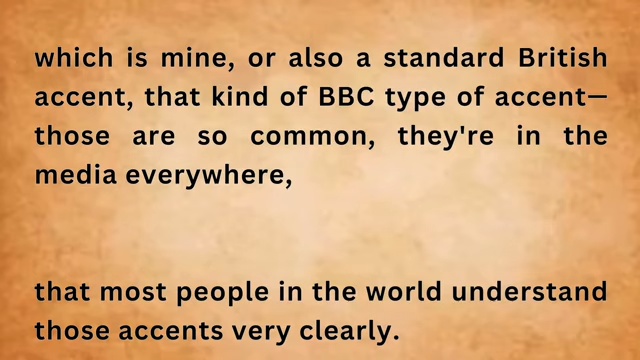 which is mine, or also a standard British
accent, that kind of BBC type of accent—
those are so common, they're in the
media everywhere,
that most people in the world understand
those accents very clearly.